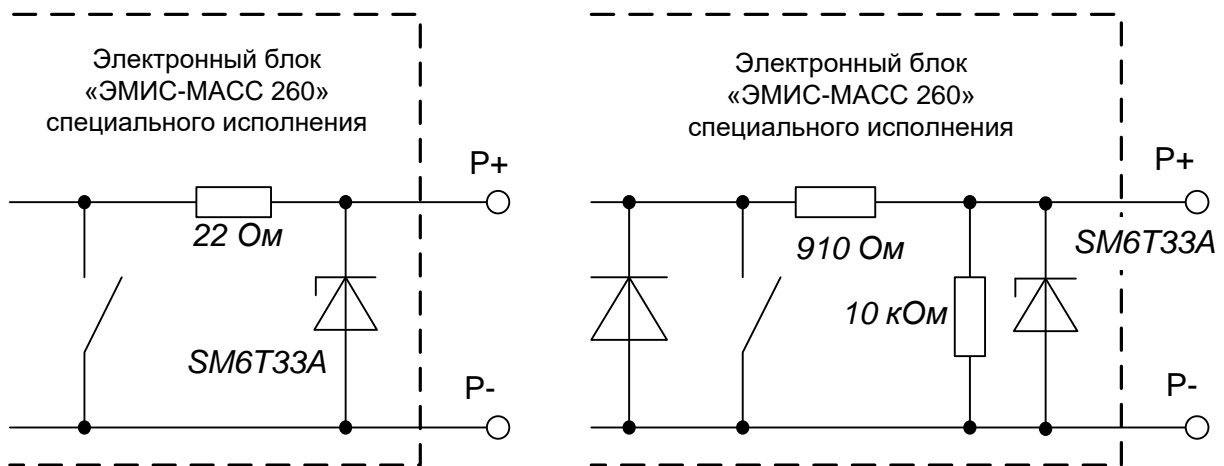 Электронный блок
«ЭМИС-МАСС 260»
специального исполнения
P+
22 Ом
SM6T33A
P-
Электронный блок
«ЭМИС-МАСС 260»
специального исполнения
P+
SM6T33A
910 Ом
10 кОм
P-